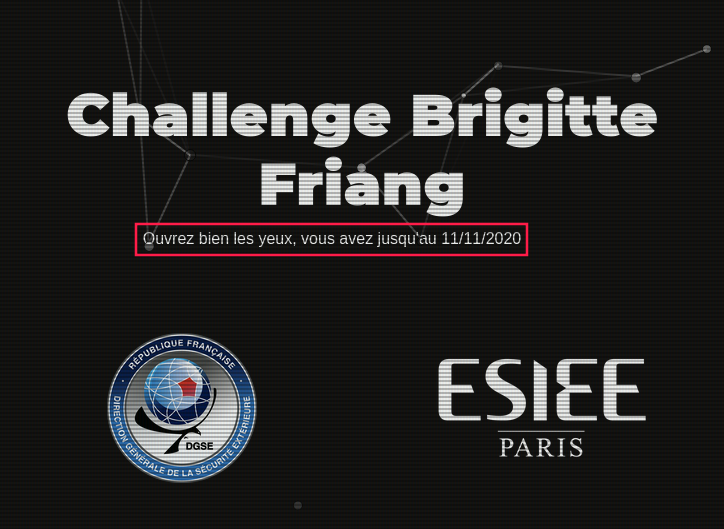 Challenge Brigitte
Friang
Ouvrez bien les yeux, vous avez jusqu'au 11/11/2020
RÉPUBLIQUE FRANÇAISE
DGSE
DIRECTION GÉNÉRALE DE LA SÉCURITÉ EXTÉRIEURE
ESIEE
PARIS